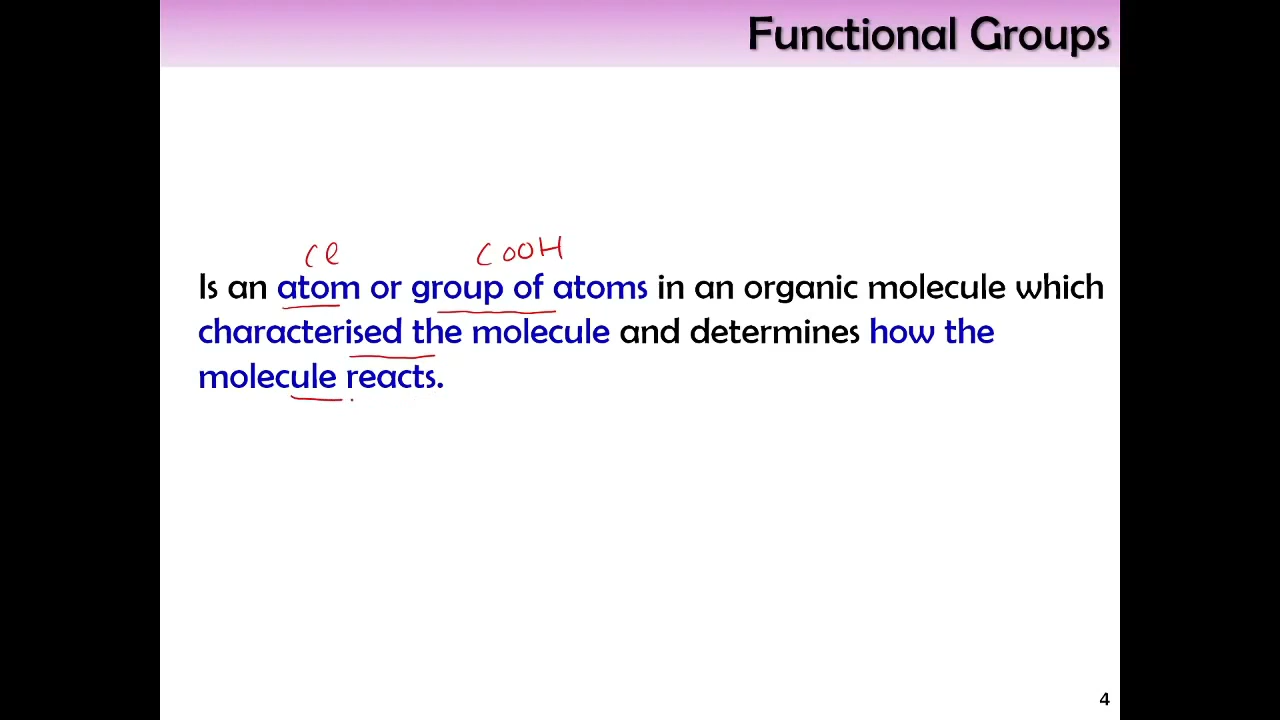 Functional Groups
Cl COOH
Is an atom or group of atoms in an organic molecule which
characterised the molecule and determines how the
molecule reacts.
4